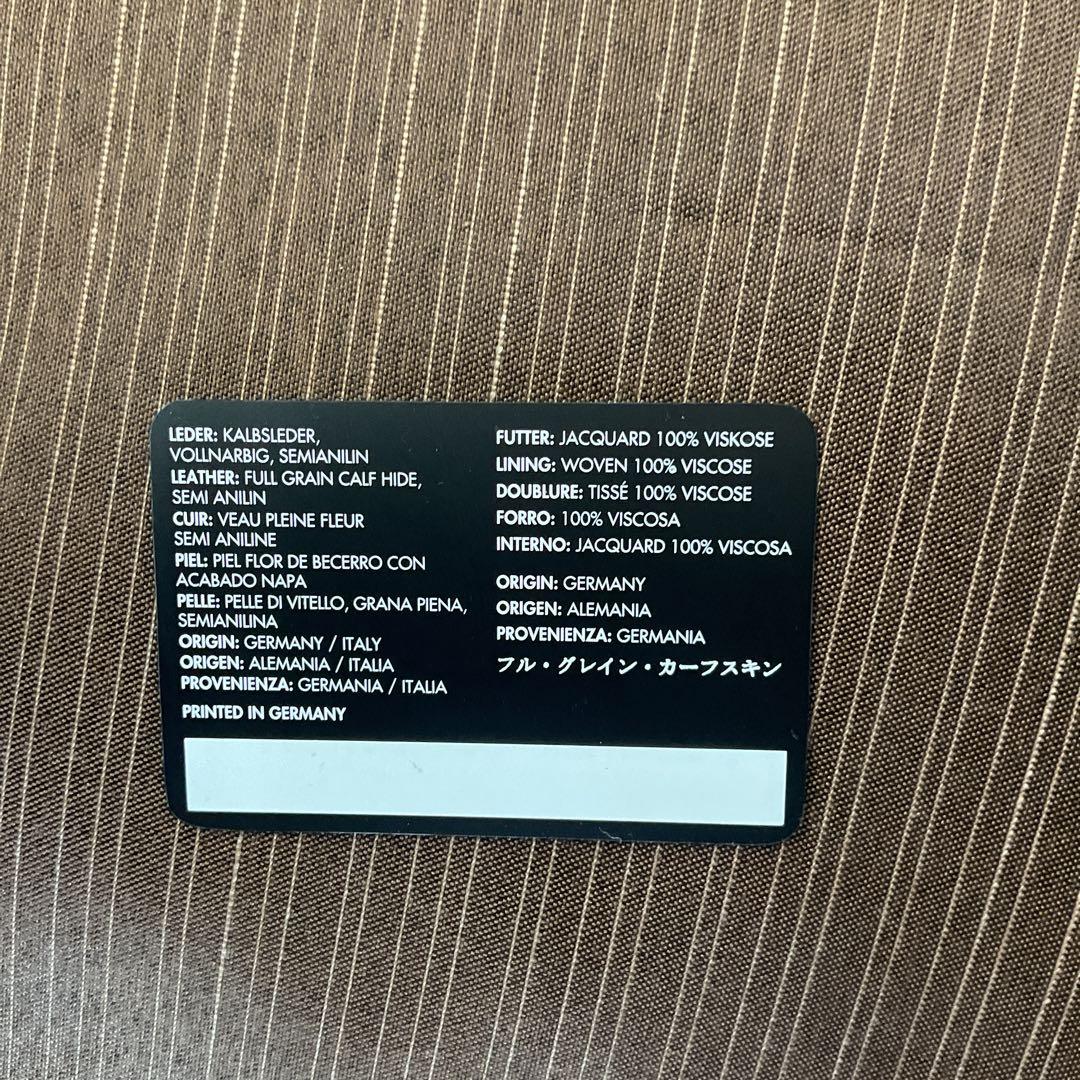 LEDER: KALBSLEDER,
VOLLNARBIG, SEMIANILIN
LEATHER: FULL GRAIN CALF HIDE,
SEMI ANILIN
CUIR: VEAU PLEINE FLEUR
SEMI ANILINE
PIEL: PIEL FLOR DE BECERRO CON
ACABADO NAPA
PELLE: PELLE DI VITELLO, GRANA PIENA,
SEMIANILINA
ORIGIN: GERMANY / ITALY
ORIGEN: ALEMANIA / ITALIA
PROVENIENZA: GERMANIA / ITALIA
PRINTED IN GERMANY
FUTTER: JACQUARD 100% VISKOSE
LINING: WOVEN 100% VISCOSE
DOUBLURE: TISSÉ 100% VISCOSE
FORRO: 100% VISCOSA
INTERNO: JACQUARD 100% VISCOSA
ORIGIN: GERMANY
ORIGEN: ALEMANIA
PROVENIENZA: GERMANIA
フル・グレイン・カーフスキン